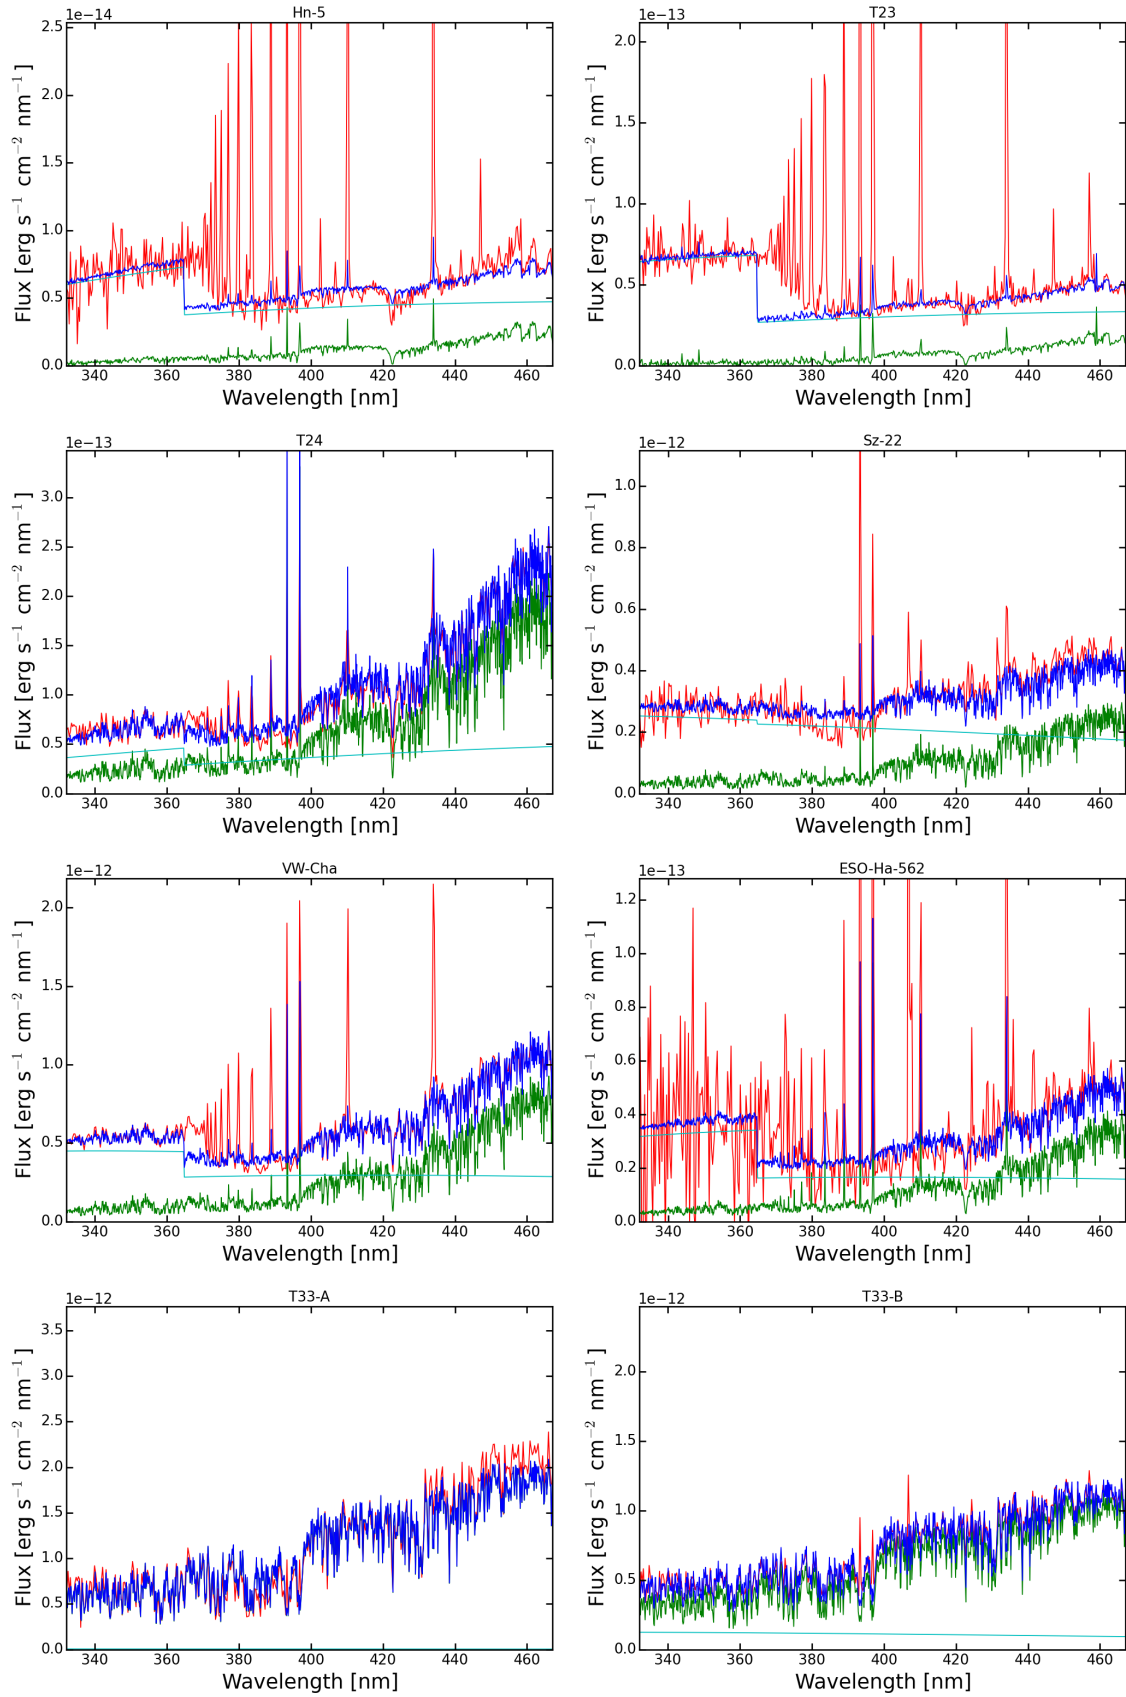 Hn-5
1e−14
Flux [erg s−1 cm−2 nm−1]
2.5
2.0
1.5
1.0
0.5
0.0
340 360 380 400 420 440 460
Wavelength [nm]
T23
1e−13
Flux [erg s−1 cm−2 nm−1]
2.0
1.5
1.0
0.5
0.0
340 360 380 400 420 440 460
Wavelength [nm]
T24
1e−13
Flux [erg s−1 cm−2 nm−1]
3.0
2.5
2.0
1.5
1.0
0.5
0.0
340 360 380 400 420 440 460
Wavelength [nm]
Sz-22
1e−12
Flux [erg s−1 cm−2 nm−1]
1.0
0.8
0.6
0.4
0.2
0.0
340 360 380 400 420 440 460
Wavelength [nm]
VW-Cha
1e−12
Flux [erg s−1 cm−2 nm−1]
2.0
1.5
1.0
0.5
0.0
340 360 380 400 420 440 460
Wavelength [nm]
ESO-Ha-562
1e−13
Flux [erg s−1 cm−2 nm−1]
1.2
1.0
0.8
0.6
0.4
0.2
0.0
340 360 380 400 420 440 460
Wavelength [nm]
T33-A
1e−12
Flux [erg s−1 cm−2 nm−1]
3.5
3.0
2.5
2.0
1.5
1.0
0.5
0.0
340 360 380 400 420 440 460
Wavelength [nm]
T33-B
1e−12
Flux [erg s−1 cm−2 nm−1]
2.0
1.5
1.0
0.5
0.0
340 360 380 400 420 440 460
Wavelength [nm]